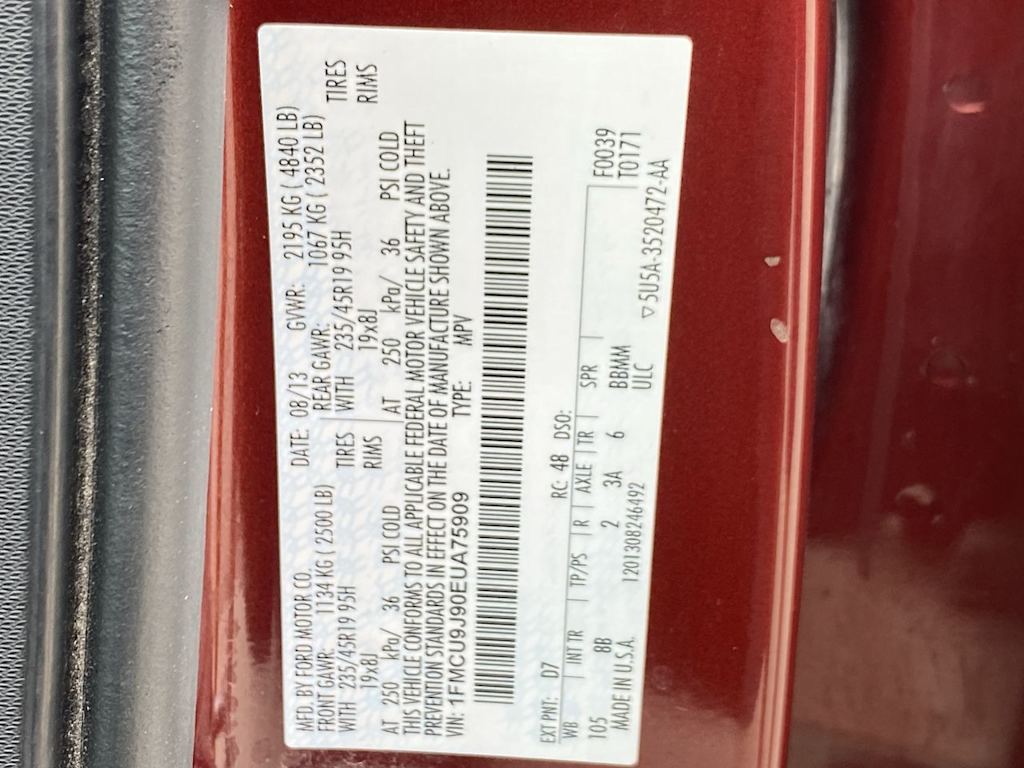 MFD. BY FORD MOTOR CO. DATE: 08/13 GVWR: 2195 KG ( 4840 LB)
FRONT GAWR: 1134 KG ( 2500 LB) REAR GAWR: 1067 KG ( 2352 LB)
WITH 235/45R19 95H TIRES WITH 235/45R19 95H TIRES
19x8J RIMS 19x8J RIMS
AT 250 kPa/ 36 PSI COLD AT 250 kPa/ 36 PSI COLD
THIS VEHICLE CONFORMS TO ALL APPLICABLE FEDERAL MOTOR VEHICLE SAFETY AND THEFT
PREVENTION STANDARDS IN EFFECT ON THE DATE OF MANUFACTURE SHOWN ABOVE.
VIN: 1FMCU9J90EUA75909 TYPE: MPV
EXT PNT: D7 RC: 48 DSO: F0039
WB INT TR TP/PS R AXLE TR SPR T0171
105 8B 2 3A 6 BBMM
MADE IN U.S.A. 1201308246492 ULC ▽5U5A-3520472-AA